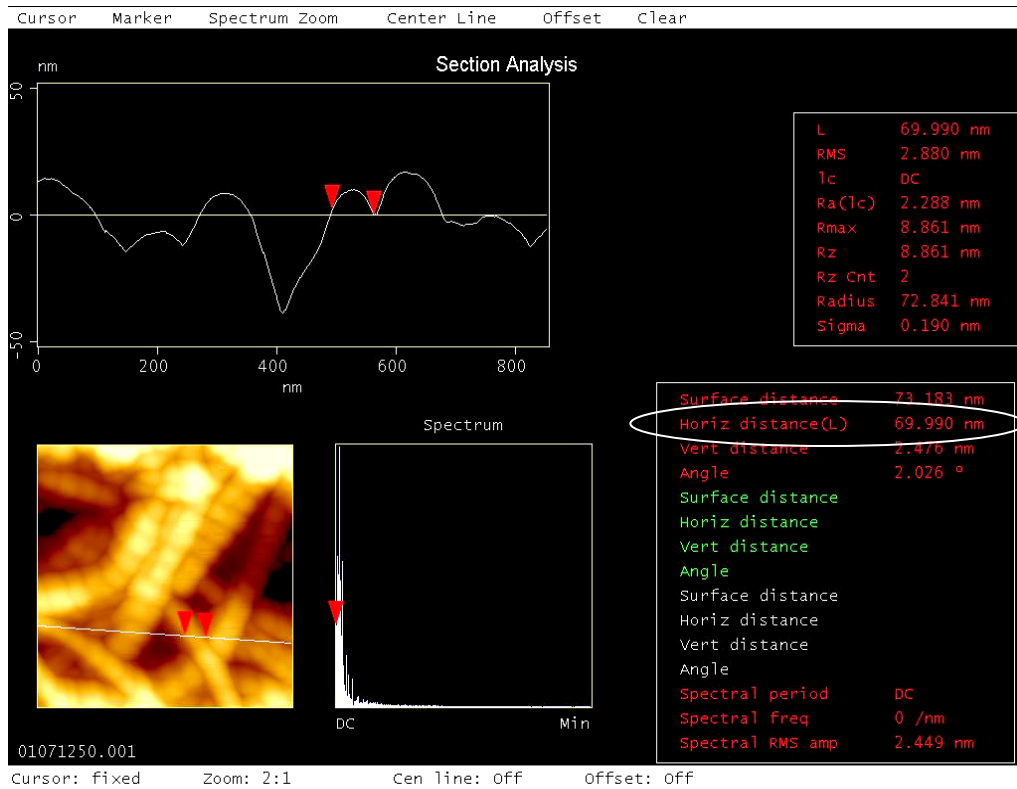 Cursor Marker Spectrum Zoom Center Line Offset Clear
nm Section Analysis
50
0
-50
0 200 400 600 800
nm
L 69.990 nm
RMS 2.880 nm
lc DC
Ra(lc) 2.288 nm
Rmax 8.861 nm
Rz 8.861 nm
Rz Cnt 2
Radius 72.841 nm
Sigma 0.190 nm
Spectrum
DC Min
Surface distance 73.183 nm
Horiz distance(L) 69.990 nm
Vert distance 2.476 nm
Angle 2.026 °
Surface distance
Horiz distance
Vert distance
Angle
Surface distance
Horiz distance
Vert distance
Angle
Spectral period DC
Spectral freq 0 /nm
Spectral RMS amp 2.449 nm
01071250.001
Cursor: fixed Zoom: 2:1 Cen line: Off Offset: Off